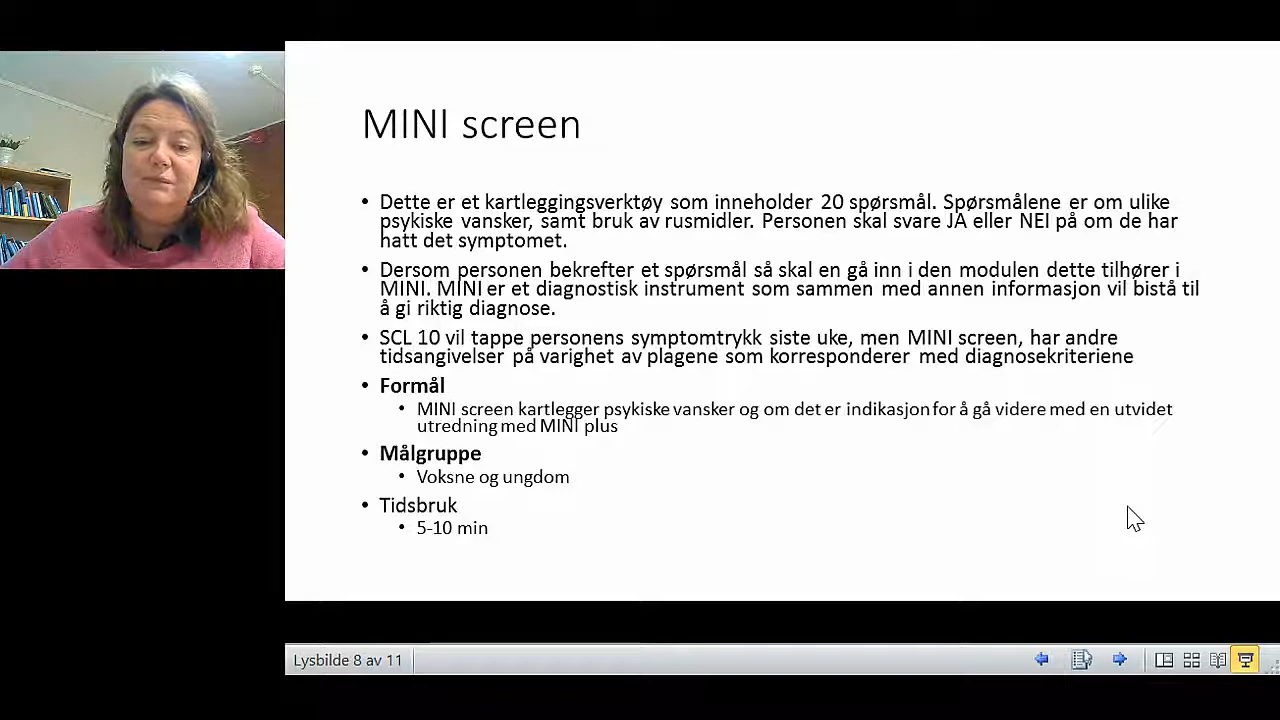 MINI screen
• Dette er et kartleggingsverktøy som inneholder 20 spørsmål. Spørsmålene er om ulike
psykiske vansker, samt bruk av rusmidler. Personen skal svare JA eller NEI på om de har
hatt det symptomet.
• Dersom personen bekrefter et spørsmål så skal en gå inn i den modulen dette tilhører i
MINI. MINI er et diagnostisk instrument som sammen med annen informasjon vil bistå til
å gi riktig diagnose.
• SCL 10 vil tappe personens symptomtrykk siste uke, men MINI screen, har andre
tidsangivelser på varighet av plagene som korresponderer med diagnosekriteriene
• Formål
• MINI screen kartlegger psykiske vansker og om det er indikasjon for å gå videre med en utvidet
utredning med MINI plus
• Målgruppe
• Voksne og ungdom
• Tidsbruk
• 5-10 min
Lysbilde 8 av 11